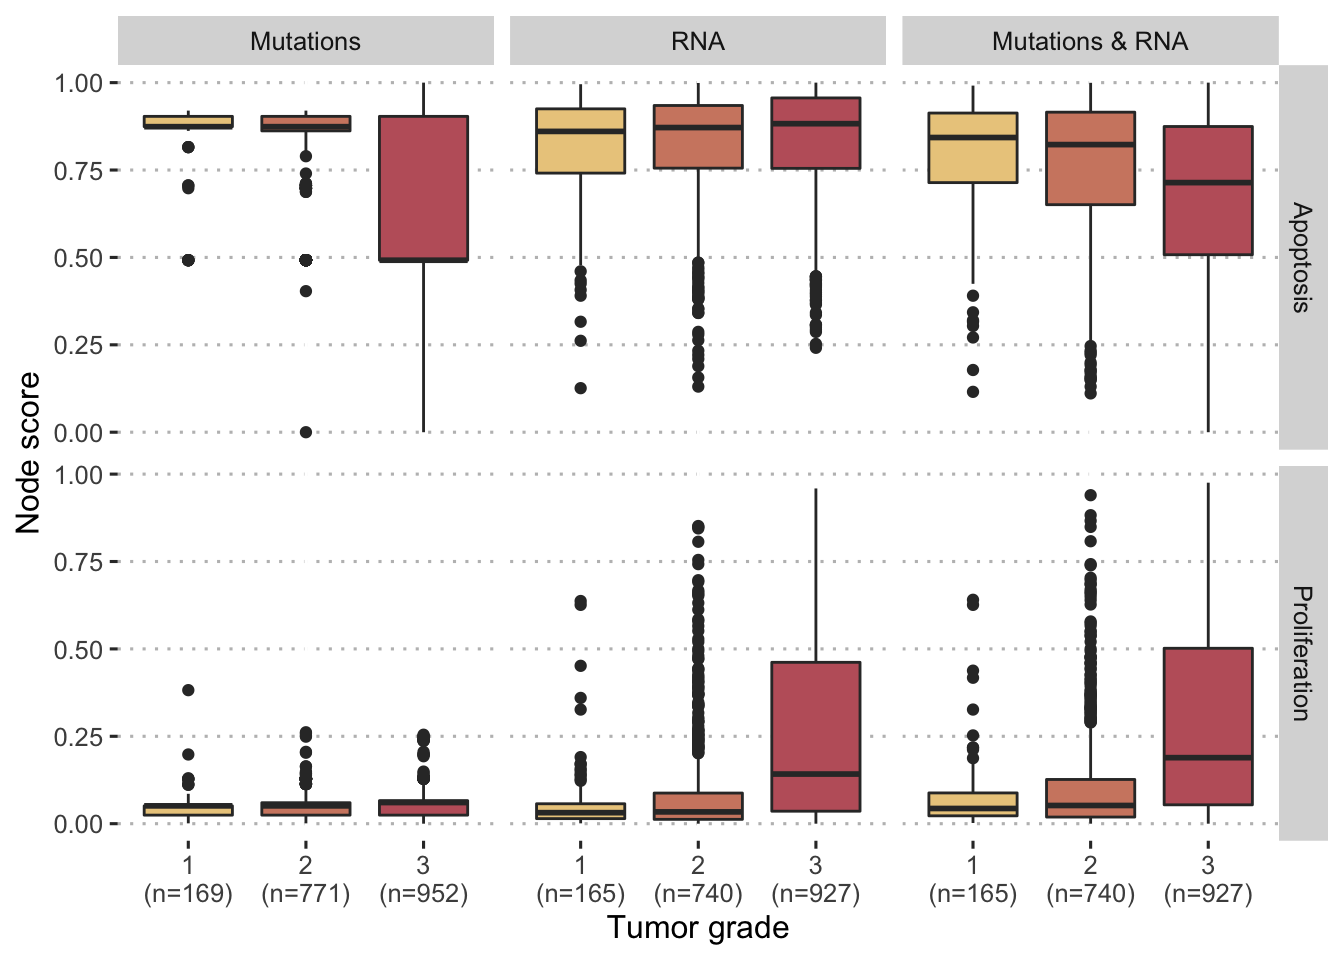 Mutations
RNA
Mutations & RNA
1.00
0.75
0.50
0.25
0.00
Apoptosis
1.00
0.75
0.50
0.25
0.00
Proliferation
Node score
1 2 3 1 2 3 1 2 3
(n=169) (n=771) (n=952) (n=165) (n=740) (n=927) (n=165) (n=740) (n=927)
Tumor grade